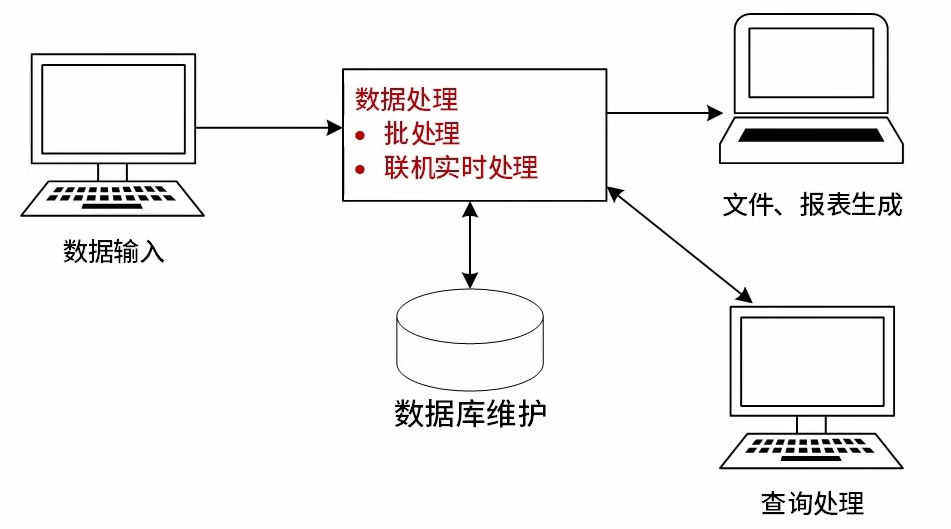 数据处理
• 批处理
• 联机实时处理
文件、报表生成
数据输入
数据库维护
查询处理